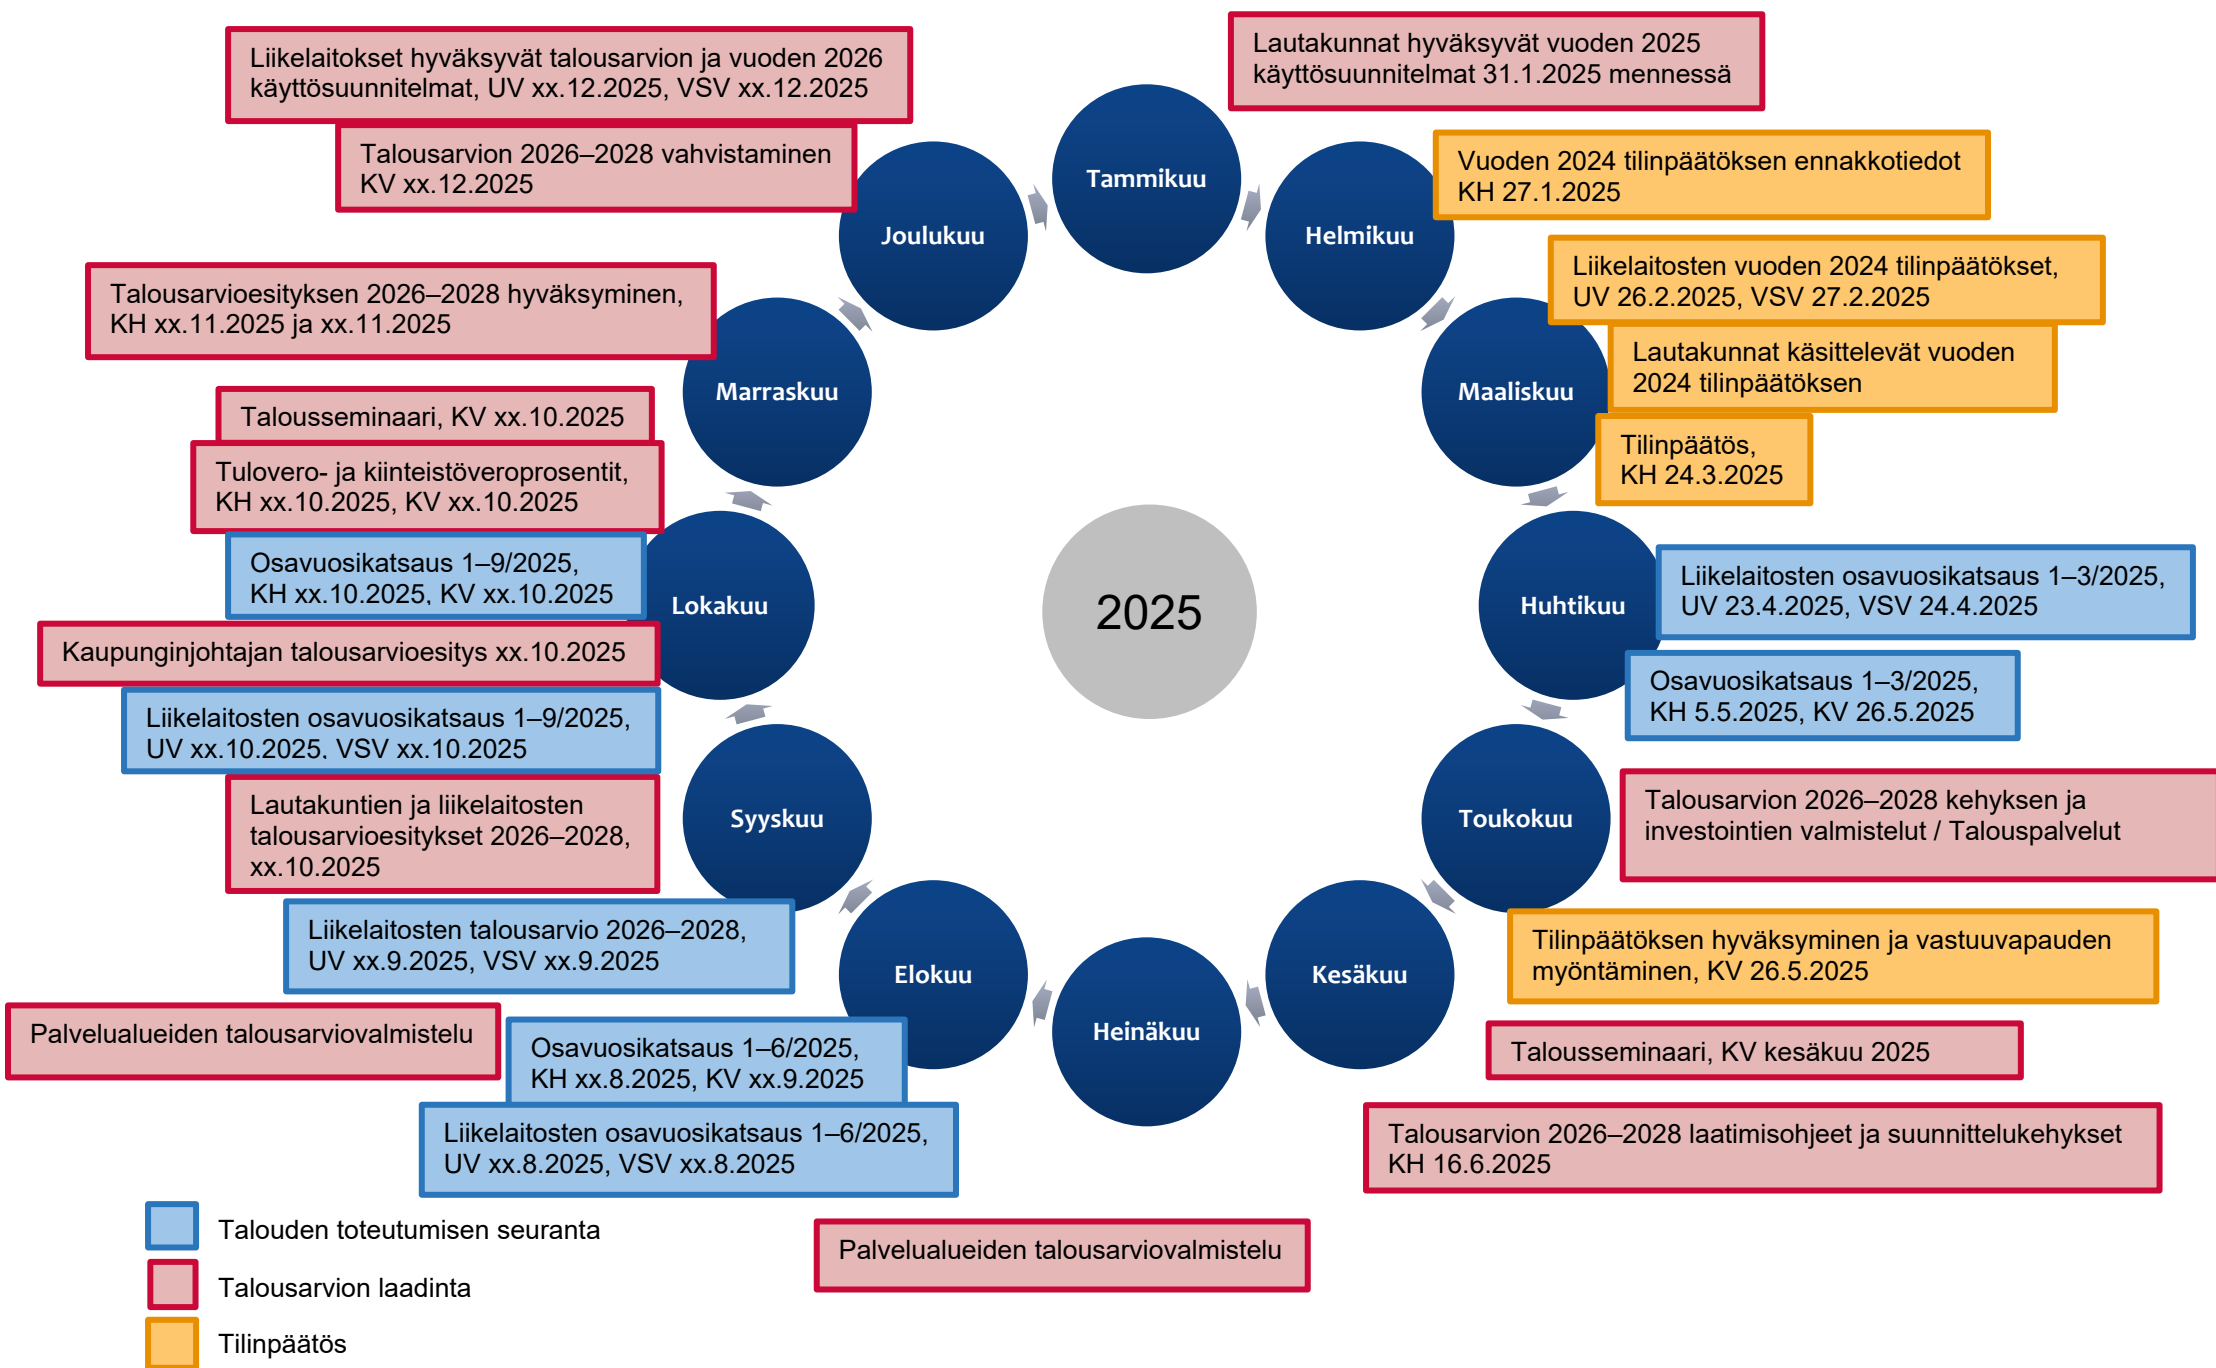 Lautakunnat hyväksyvät vuoden 2025
käyttösuunnitelmat 31.1.2025 mennessä
Tammikuu
Vuoden 2024 tilinpäätöksen ennakkotiedot
KH 27.1.2025
Helmikuu
Liikelaitosten vuoden 2024 tilinpäätökset,
UV 26.2.2025, VSV 27.2.2025
Lautakunnat käsittelevät vuoden
2024 tilinpäätöksen
Maaliskuu
Tilinpäätös,
KH 24.3.2025
Liikelaitosten osavuosikatsaus 1–3/2025,
UV 23.4.2025, VSV 24.4.2025
Huhtikuu
Osavuosikatsaus 1–3/2025,
KH 5.5.2025, KV 26.5.2025
Talousarvion 2026–2028 kehyksen ja
investointien valmistelut / Talouspalvelut
Toukokuu
Tilinpäätöksen hyväksyminen ja vastuuvapauden
myöntäminen, KV 26.5.2025
Kesäkuu
Talousseminaari, KV kesäkuu 2025
Talousarvion 2026–2028 laatimisohjeet ja suunnittelukehykset
KH 16.6.2025
Heinäkuu
Palvelualueiden talousarviovalmistelu
Elokuu
Liikelaitosten osavuosikatsaus 1–6/2025,
UV xx.8.2025, VSV xx.8.2025
Osavuosikatsaus 1–6/2025,
KH xx.8.2025, KV xx.9.2025
Palvelualueiden talousarviovalmistelu
Liikelaitosten talousarvio 2026–2028,
UV xx.9.2025, VSV xx.9.2025
Syyskuu
Lautakuntien ja liikelaitosten
talousarvioesitykset 2026–2028,
xx.10.2025
Liikelaitosten osavuosikatsaus 1–9/2025,
UV xx.10.2025, VSV xx.10.2025
Kaupunginjohtajan talousarvioesitys xx.10.2025
Lokakuu
Osavuosikatsaus 1–9/2025,
KH xx.10.2025, KV xx.10.2025
Tulovero- ja kiinteistöveroprosentit,
KH xx.10.2025, KV xx.10.2025
Talousseminaari, KV xx.10.2025
Marraskuu
Talousarvioesityksen 2026–2028 hyväksyminen,
KH xx.11.2025 ja xx.11.2025
Joulukuu
Talousarvion 2026–2028 vahvistaminen
KV xx.12.2025
Liikelaitokset hyväksyvät talousarvion ja vuoden 2026
käyttösuunnitelmat, UV xx.12.2025, VSV xx.12.2025
2025
Talouden toteutumisen seuranta
Talousarvion laadinta
Tilinpäätös